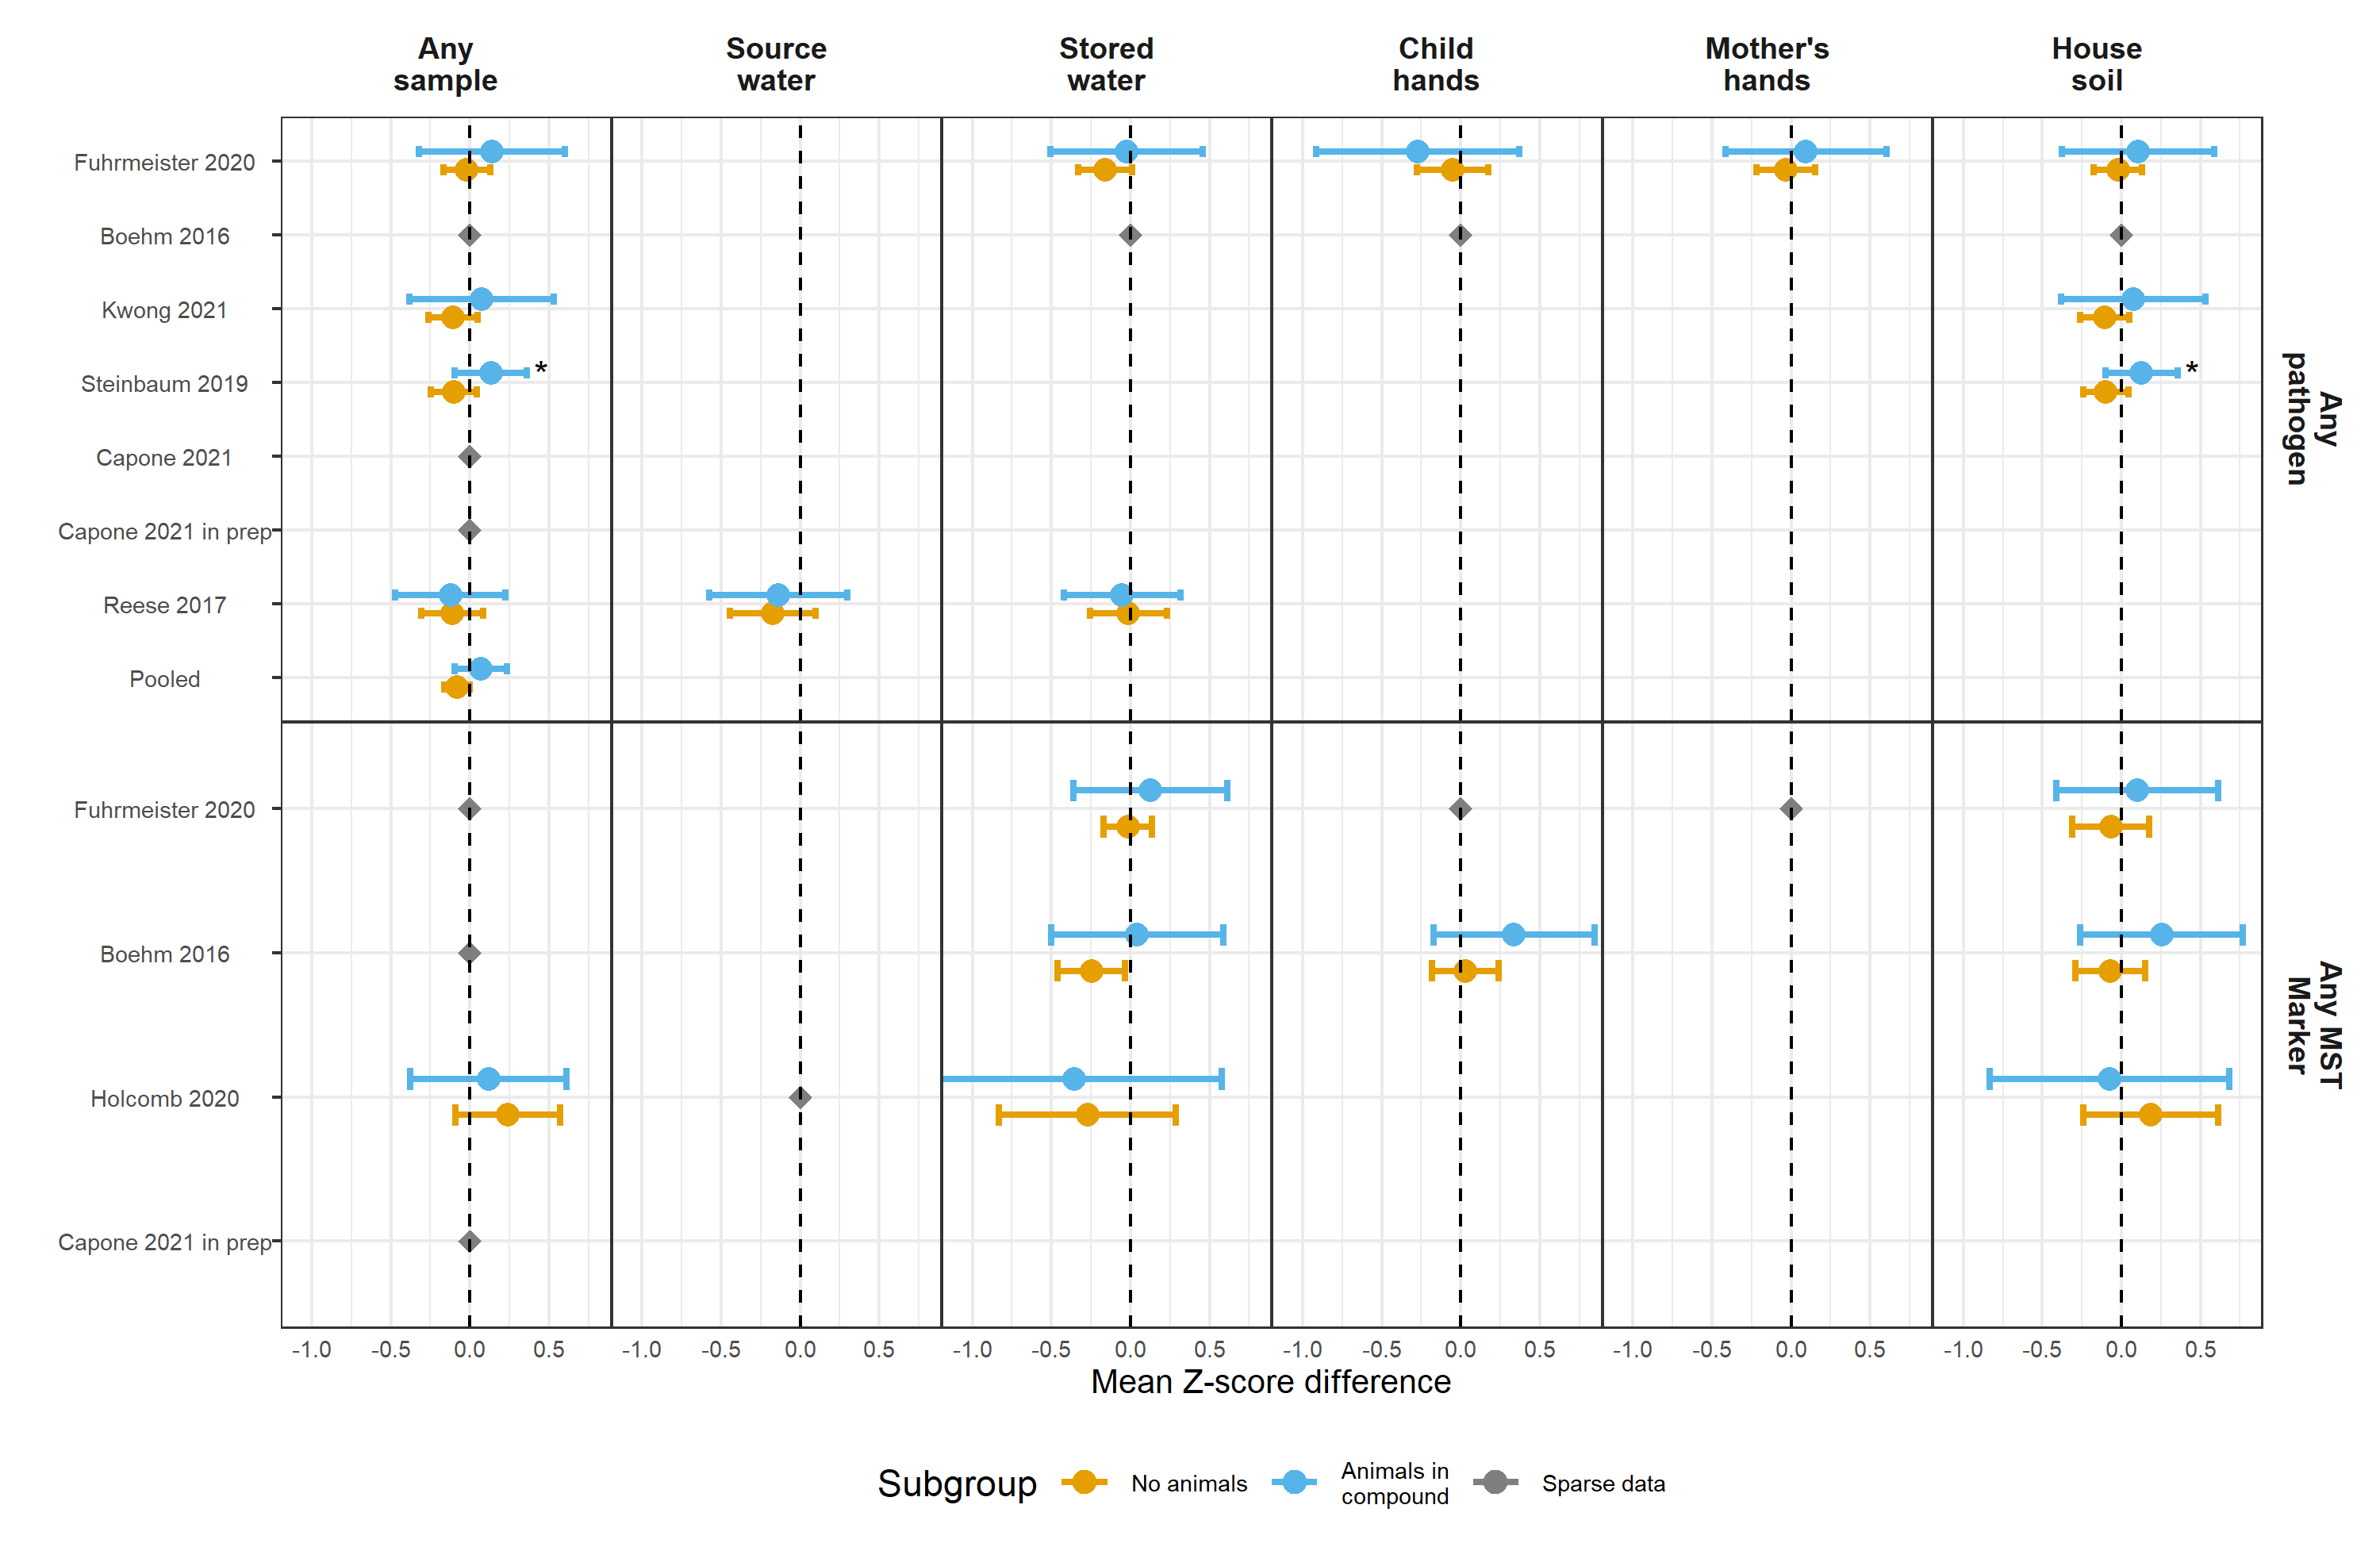 Any
sample
Source
water
Stored
water
Child
hands
Mother's
hands
House
soil
Fuhrmeister 2020
Boehm 2016
Kwong 2021
Steinbaum 2019
* *
Capone 2021
Capone 2021 in prep
Reese 2017
Pooled
Any
pathogen
Fuhrmeister 2020
Boehm 2016
Holcomb 2020
Capone 2021 in prep
Any MST
Marker
-1.0 -0.5 0.0 0.5 -1.0 -0.5 0.0 0.5 -1.0 -0.5 0.0 0.5 -1.0 -0.5 0.0 0.5 -1.0 -0.5 0.0 0.5 -1.0 -0.5 0.0 0.5
Mean Z-score difference
Subgroup
No animals
Animals in
compound
Sparse data